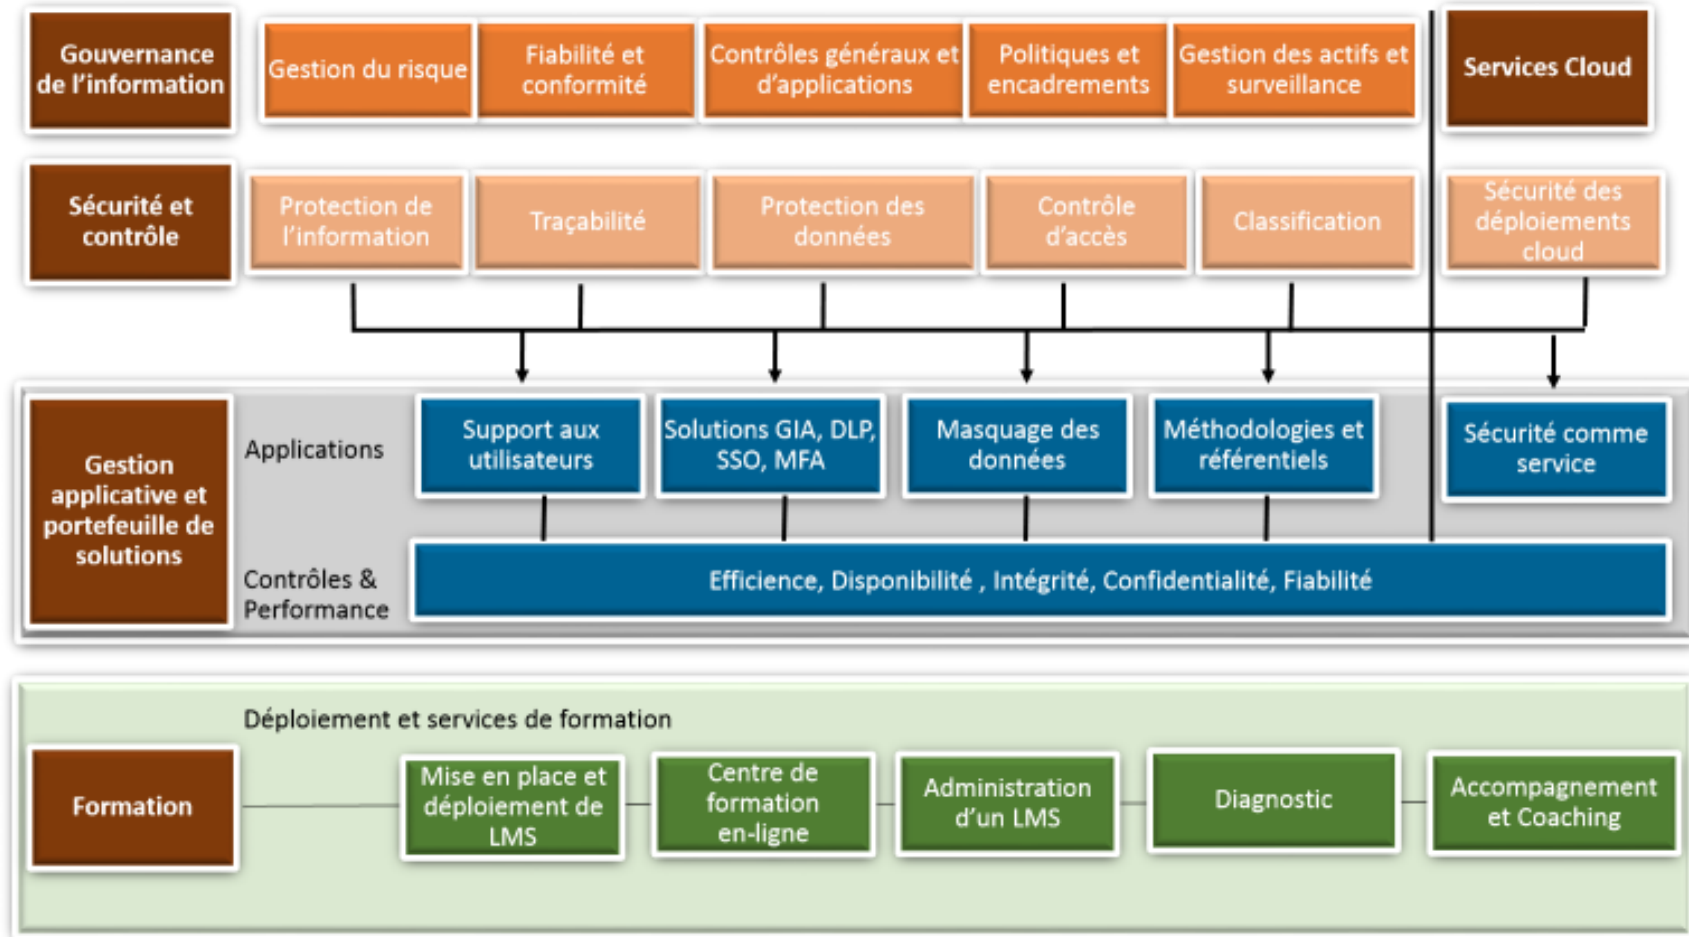 Gouvernance
de l’information
Gestion du risque
Fiabilité et
conformité
Contrôles généraux et
d’applications
Politiques et
encadrements
Gestion des actifs et
surveillance
Services Cloud
Sécurité et
contrôle
Protection de
l’information
Traçabilité
Protection des
données
Contrôle
d’accès
Classification
Sécurité des
déploiements
cloud
Gestion
applicative et
portefeuille de
solutions
Applications
Support aux
utilisateurs
Solutions GIA, DLP,
SSO, MFA
Masquage des
données
Méthodologies et
référentiels
Sécurité comme
service
Contrôles &
Performance
Efficience, Disponibilité , Intégrité, Confidentialité, Fiabilité
Déploiement et services de formation
Formation
Mise en place et
déploiement de
LMS
Centre de
formation
en-ligne
Administration
d’un LMS
Diagnostic
Accompagnement
et Coaching